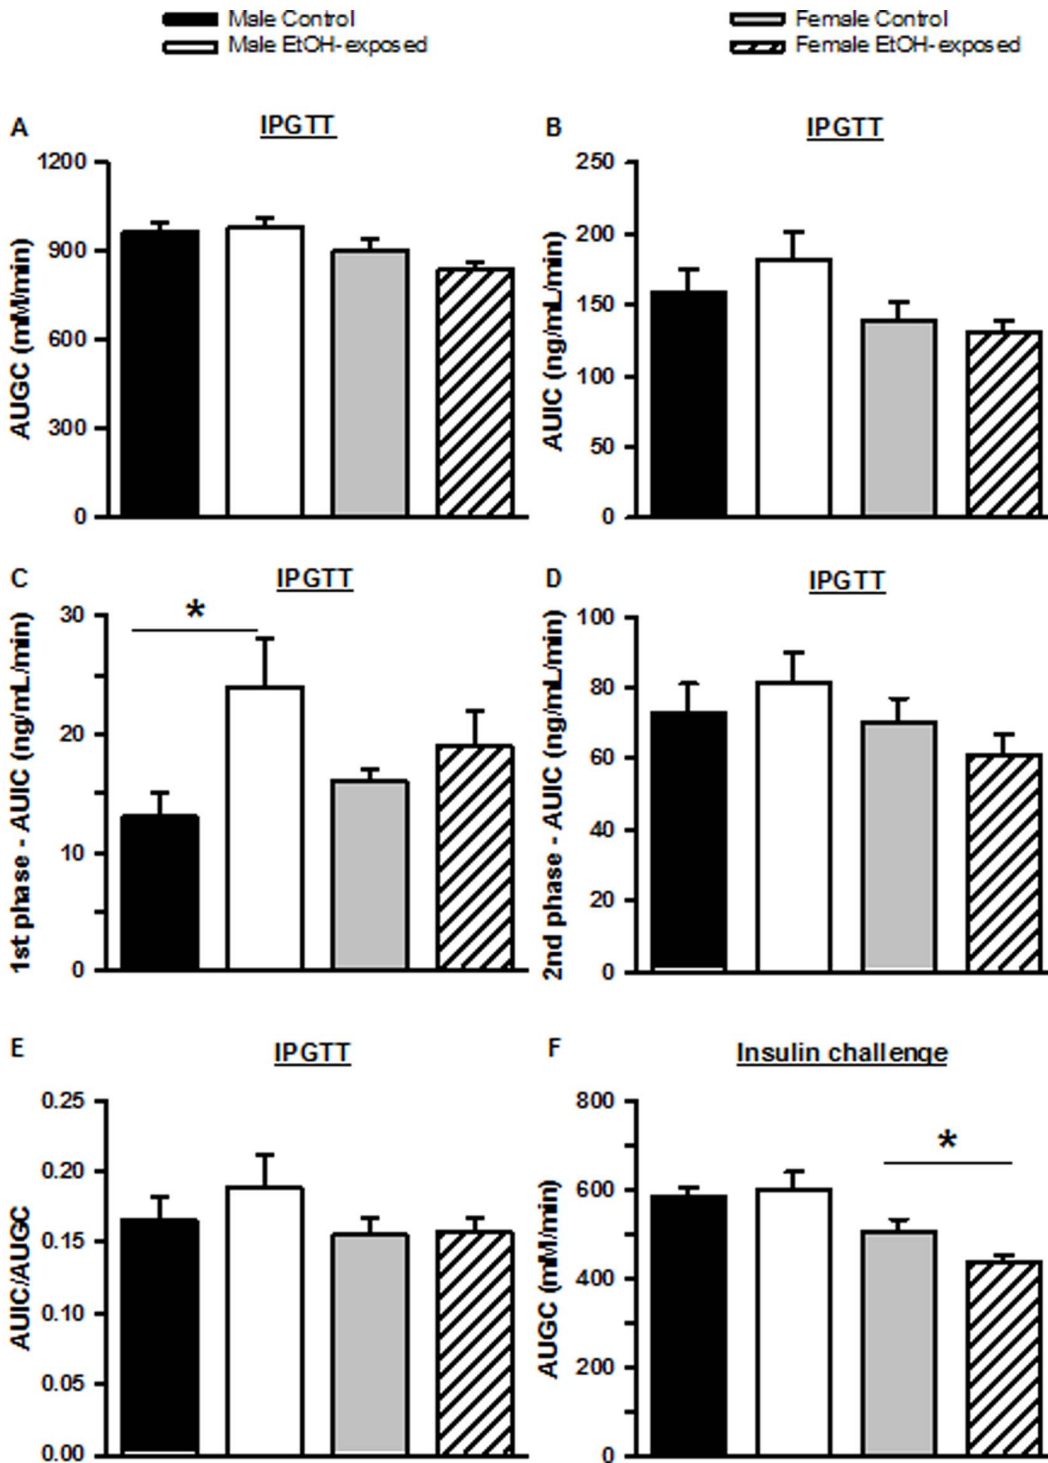 Male Control
Male EtOH-exposed
Female Control
Female EtOH-exposed
A
IPGTT
AUGC (mM/min)
1200
900
600
300
0
B
IPGTT
AUIC (ng/mL/min)
250
200
150
100
50
0
C
IPGTT
1st phase - AUIC (ng/mL/min)
30
20
10
0
*
D
IPGTT
2nd phase - AUIC (ng/mL/min)
100
80
60
40
20
0
E
IPGTT
AUIC/AUGC
0.25
0.20
0.15
0.10
0.05
0.00
F
Insulin challenge
AUGC (mM/min)
800
600
400
200
0
*